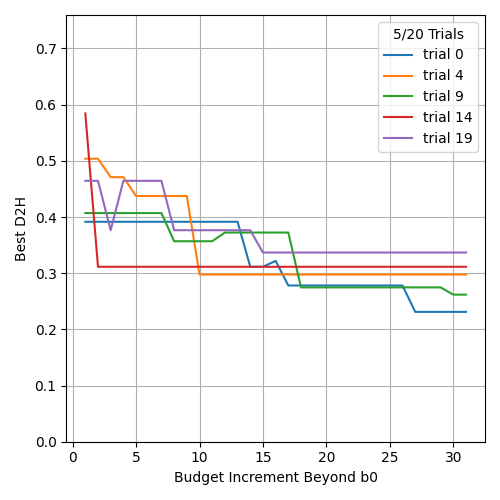 5/20 Trials
trial 0
trial 4
trial 9
trial 14
trial 19
Best D2H
0.7
0.6
0.5
0.4
0.3
0.2
0.1
0.0
0 5 10 15 20 25 30
Budget Increment Beyond b0